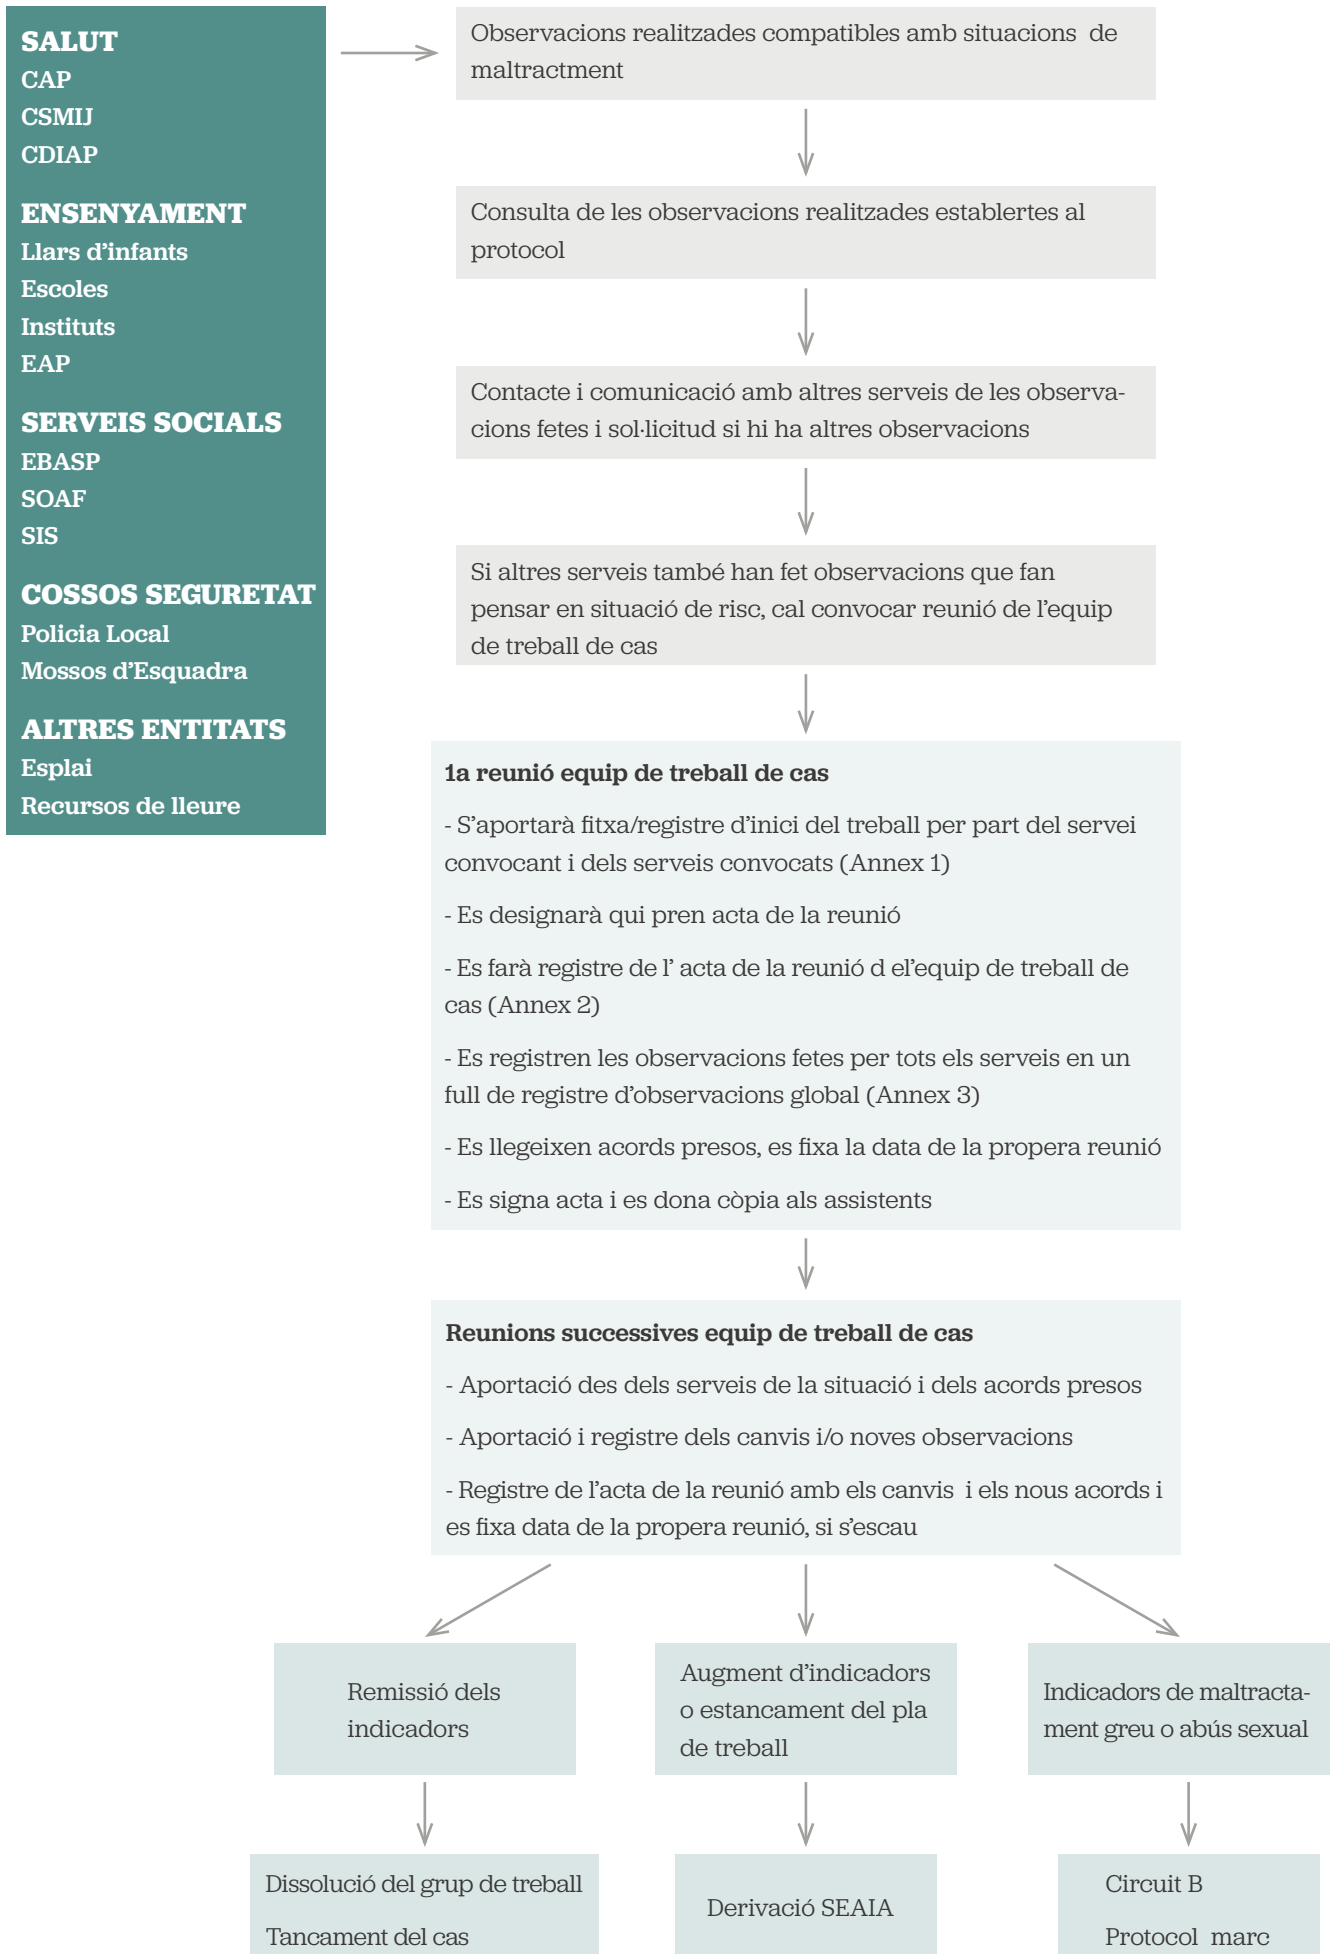 SALUT
CAP
CSMIJ
CDIAP
ENSENYAMENT
Llars d’infants
Escoles
Instituts
EAP
SERVEIS SOCIALS
EBASP
SOAF
SIS
COSSOS SEGURETAT
Policia Local
Mossos d’Esquadra
ALTRES ENTITATS
Esplai
Recursos de lleure
Observacions realitzades compatibles amb situacions de
maltractment
Consulta de les observacions realitzades establertes al
protocol
Contacte i comunicació amb altres serveis de les observa-
cions fetes i sol·licitud si hi ha altres observacions
Si altres serveis també han fet observacions que fan
pensar en situació de risc, cal convocar reunió de l’equip
de treball de cas
1a reunió equip de treball de cas
- S’aportarà fitxa/registre d’inici del treball per part del servei
convocant i dels serveis convocats (Annex 1)
- Es designarà qui pren acta de la reunió
- Es farà registre de l’ acta de la reunió d el’equip de treball de
cas (Annex 2)
- Es registren les observacions fetes per tots els serveis en un
full de registre d’observacions global (Annex 3)
- Es llegeixen acords presos, es fixa la data de la propera reunió
- Es signa acta i es dona còpia als assistents
Reunions successives equip de treball de cas
- Aportació des dels serveis de la situació i dels acords presos
- Aportació i registre dels canvis i/o noves observacions
- Registre de l’acta de la reunió amb els canvis i els nous acords i
es fixa data de la propera reunió, si s’escau
Remissió dels
indicadors
Augment d’indicadors
o estancament del pla
de treball
Indicadors de maltracta-
ment greu o abús sexual
Dissolució del grup de treball
Tancament del cas
Derivació SEAIA
Circuit B
Protocol marc